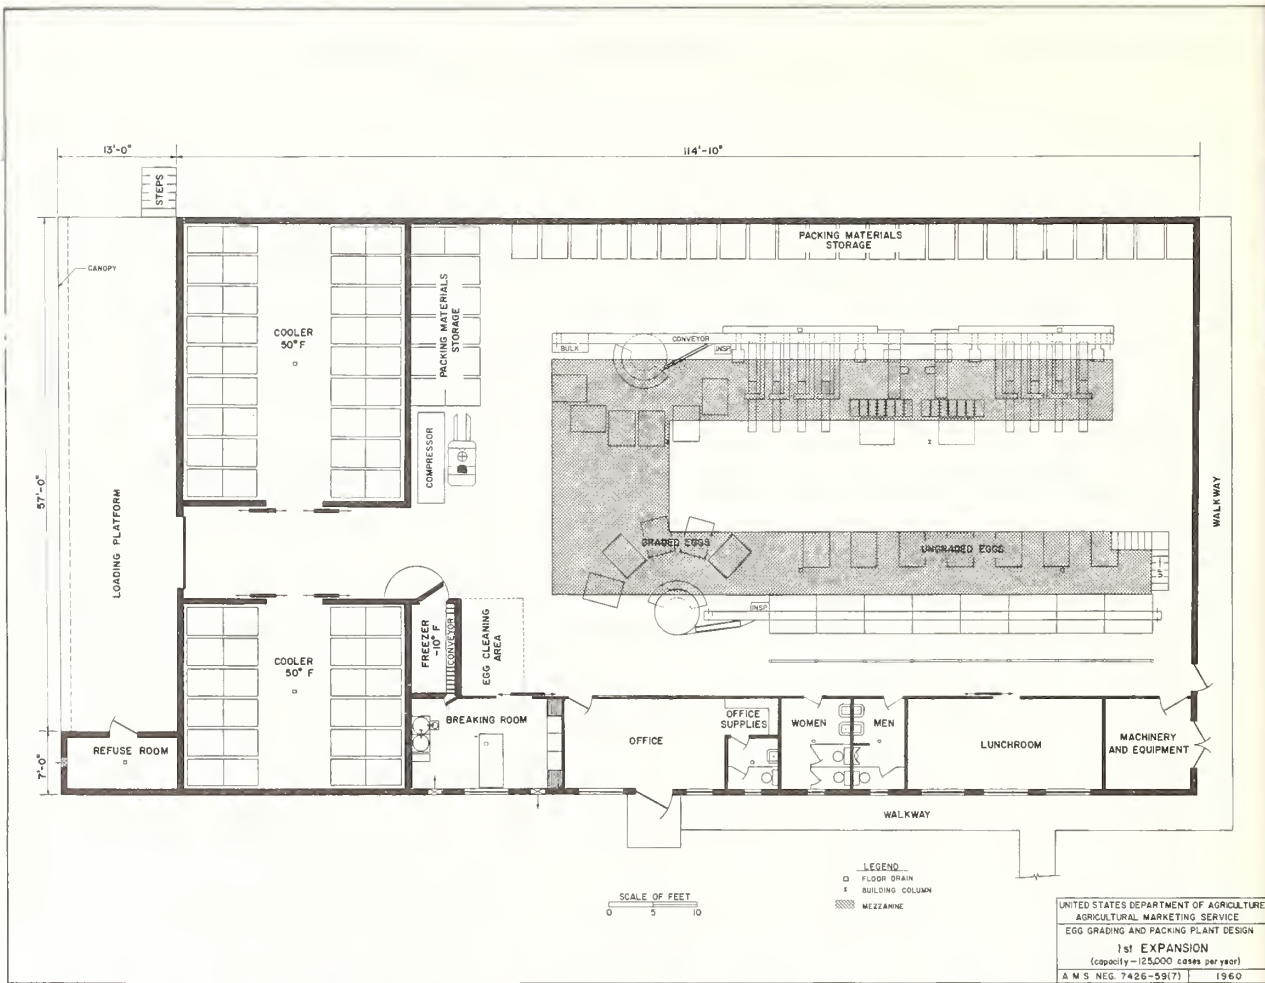 13'-0"
114'-10"
STEPS
CANOPY
57'-0"
LOADING PLATFORM
COOLER
50° F
PACKING MATERIALS
STORAGE
PACKING MATERIALS
STORAGE
BULK
CONVEYOR
INSP
COMPRESSOR
WALKWAY
GRADED EGGS
UNGRADED EGGS
INSP
COOLER
50° F
FREEZER
-10° F
CONVEYOR
EGG CLEANING
AREA
7'-0"
REFUSE ROOM
BREAKING ROOM
OFFICE
OFFICE
SUPPLIES
WOMEN
MEN
LUNCHROOM
MACHINERY
AND EQUIPMENT
WALKWAY
LEGEND
FLOOR DRAIN
BUILDING COLUMN
MEZZANINE
SCALE OF FEET
0 5 10
UNITED STATES DEPARTMENT OF AGRICULTURE
AGRICULTURAL MARKETING SERVICE
EGG GRADING AND PACKING PLANT DESIGN
1st EXPANSION
(capacity-125,000 cases per year)
A M S NEG. 7426-59(7) 1960